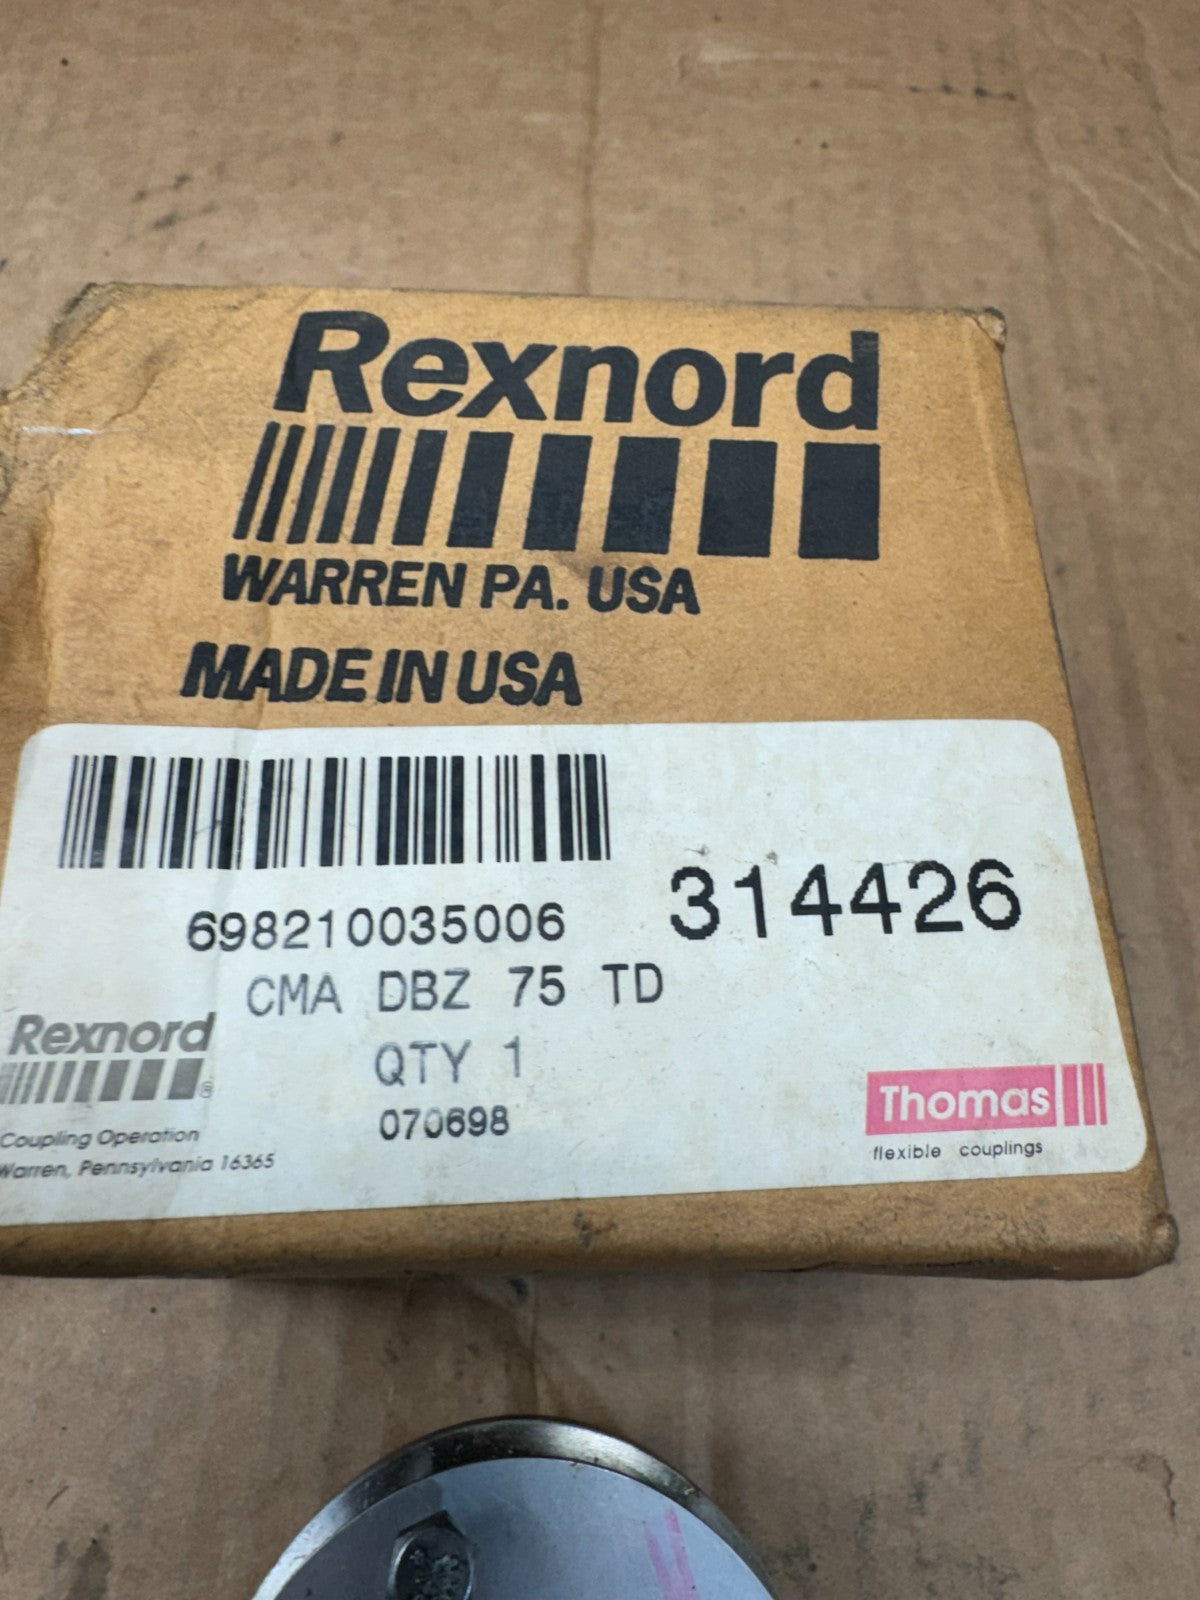 Rexnord
WARREN PA. USA
MADE IN USA
698210035006
314426
CMA DBZ 75 TD
Rexnord
®
QTY 1
070698
Coupling Operation
Warren, Pennsylvania 16365
Thomas
flexible couplings